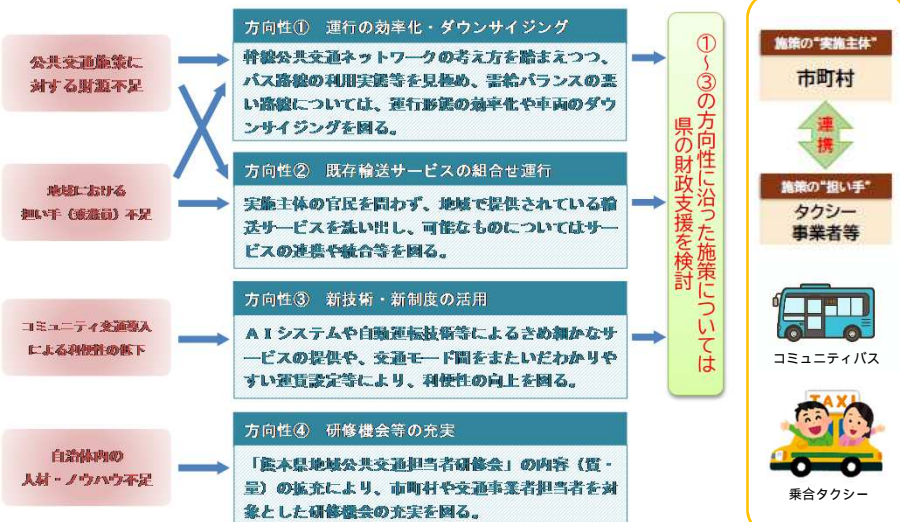 公共交通施策に
対する財源不足
地域における
担い手（運転員）不足
コミュニティ交通導入
による利便性の低下
自治体内の
人材・ノウハウ不足
方向性① 運行の効率化・ダウンサイジング
幹線公共交通ネットワークの考え方を踏まえつつ、
バス路線の利用実態等を見極め、需給バランスの悪
い路線については、運行形態の効率化や車両のダウ
ンサイジングを図る。
方向性② 既存輸送サービスの組合せ運行
実施主体の官民を問わず、地域で提供されている輸
送サービスを洗い出し、可能なものについてはサー
ビスの連携や統合等を図る。
方向性③ 新技術・新制度の活用
ＡＩシステムや自動運転技術等によるきめ細かなサ
ービスの提供や、交通モード間をまたいだわかりや
すい運賃設定等により、利便性の向上を図る。
方向性④ 研修機会等の充実
「熊本県地域公共交通担当者研修会」の内容（質・
量）の拡充により、市町村や交通事業者担当者を対
象とした研修機会の充実を図る。
①～③の方向性に沿った施策については
県の財政支援を検討
施策の“実施主体”
市町村
連携
施策の“担い手”
タクシー
事業者等
コミュニティバス
TAXI
乗合タクシー